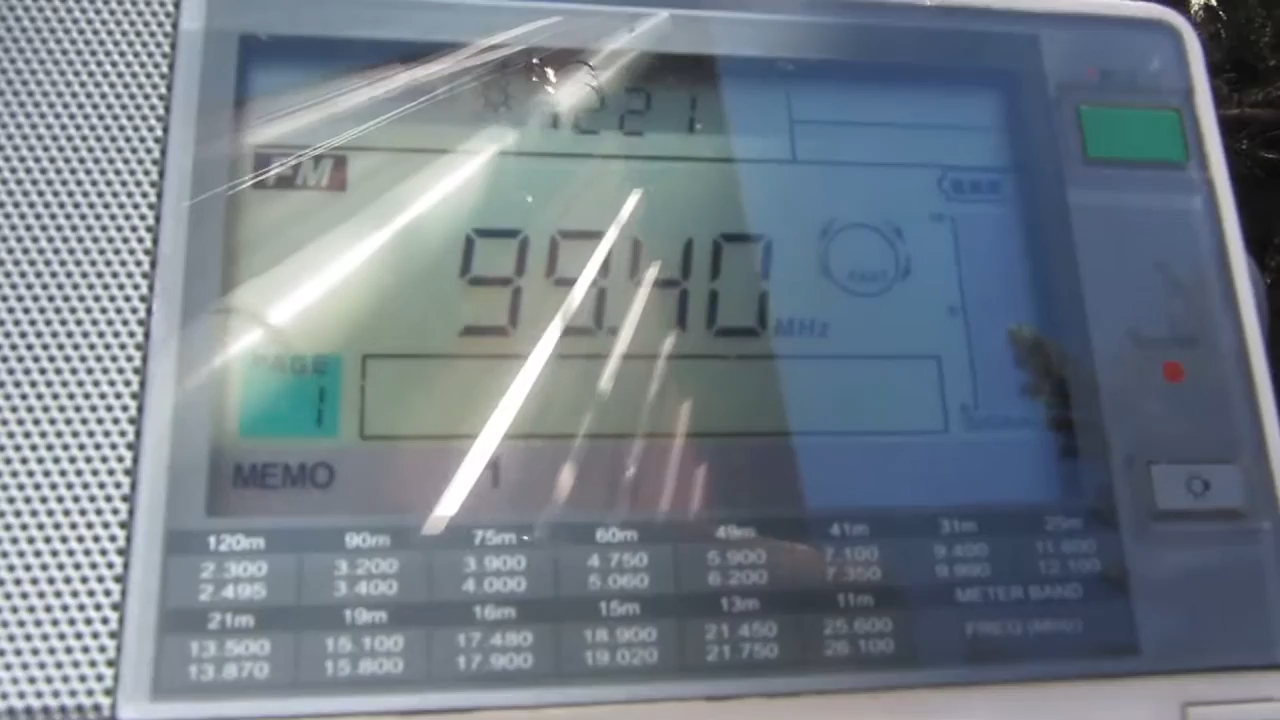 1221
FM
99.40 MHz
PAGE
1
MEMO 1
120m 90m 75m 60m 49m 41m 31m 25m
2.300 3.200 3.900 4.750 5.900 7.100 9.400 11.600
2.495 3.400 4.000 5.060 6.200 7.350 9.990 12.100
21m 19m 16m 15m 13m 11m METER BAND
13.500 15.100 17.480 18.900 21.450 25.600 FREQ (MHz)
13.870 15.800 17.900 19.020 21.750 26.100